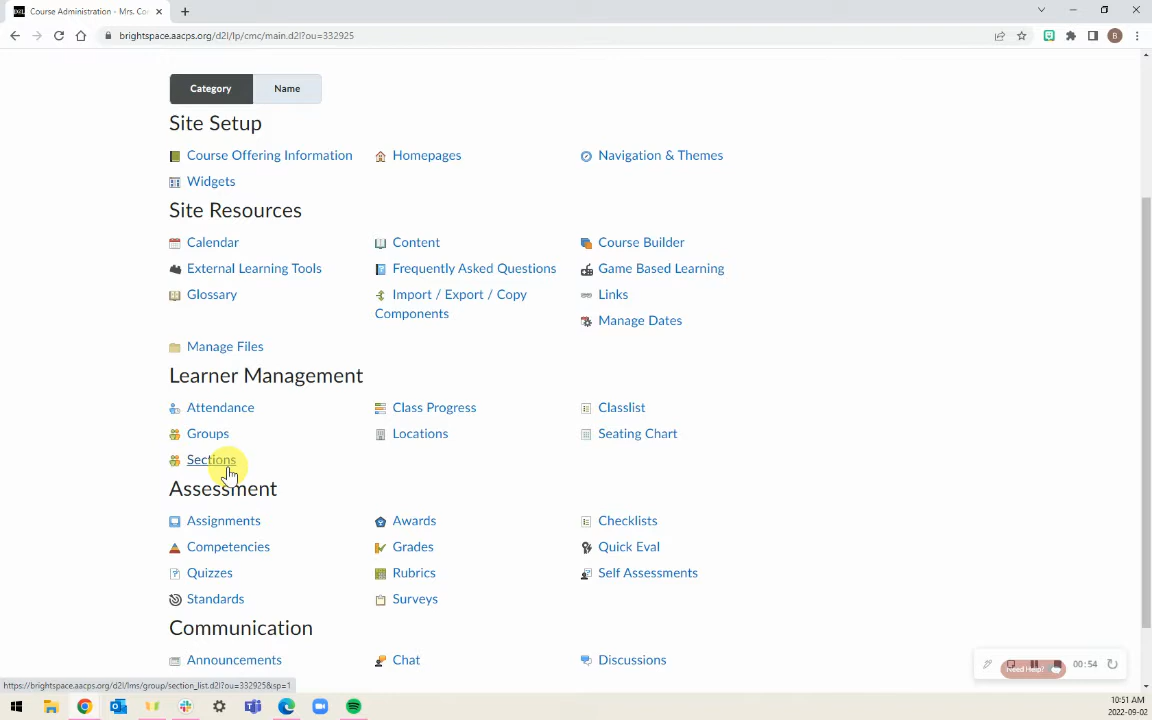 Course Administration - Mrs. Co
brightspace.aacps.org/d2l/lp/cmc/main.d2l?ou=332925
B
Category Name
Site Setup
Course Offering Information Homepages Navigation & Themes
Widgets
Site Resources
Calendar Content Course Builder
External Learning Tools Frequently Asked Questions Game Based Learning
Glossary Import / Export / Copy Links
Components
Manage Dates
Manage Files
Learner Management
Attendance Class Progress Classlist
Groups Locations Seating Chart
Sections
Assessment
Assignments Awards Checklists
Competencies Grades Quick Eval
Quizzes Rubrics Self Assessments
Standards Surveys
Communication
Announcements Chat Discussions
Need Help? 00:54
https://brightspace.aacps.org/d2l/lms/group/section_list.d2l?ou=332925&sp=1
10:51 AM
2022-09-02